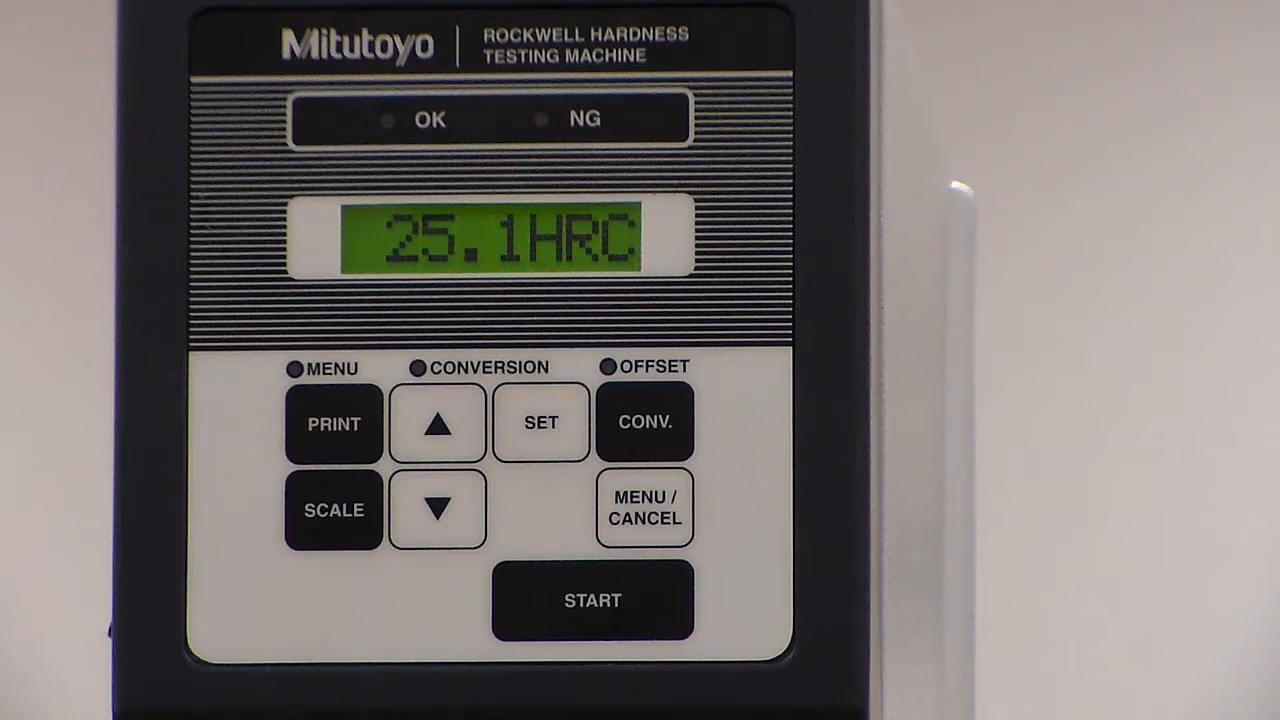 Mitutoyo
ROCKWELL HARDNESS
TESTING MACHINE
OK
NG
25.1HRC
MENU
CONVERSION
OFFSET
PRINT
▲
SET
CONV.
SCALE
▼
MENU /
CANCEL
START